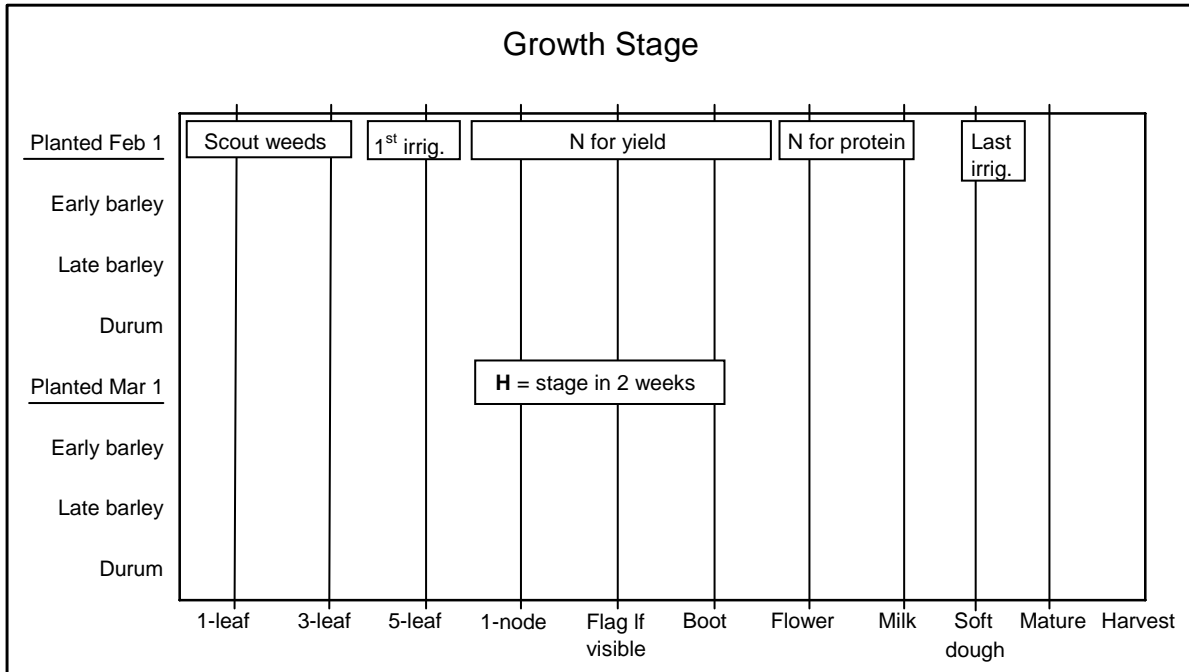 Growth Stage
Planted Feb 1
Scout weeds
1st irrig.
N for yield
N for protein
Last
irrig.
Early barley
Late barley
Durum
Planted Mar 1
H = stage in 2 weeks
Early barley
Late barley
Durum
1-leaf 3-leaf 5-leaf 1-node Flag lf Boot Flower Milk Soft Mature Harvest
visible dough